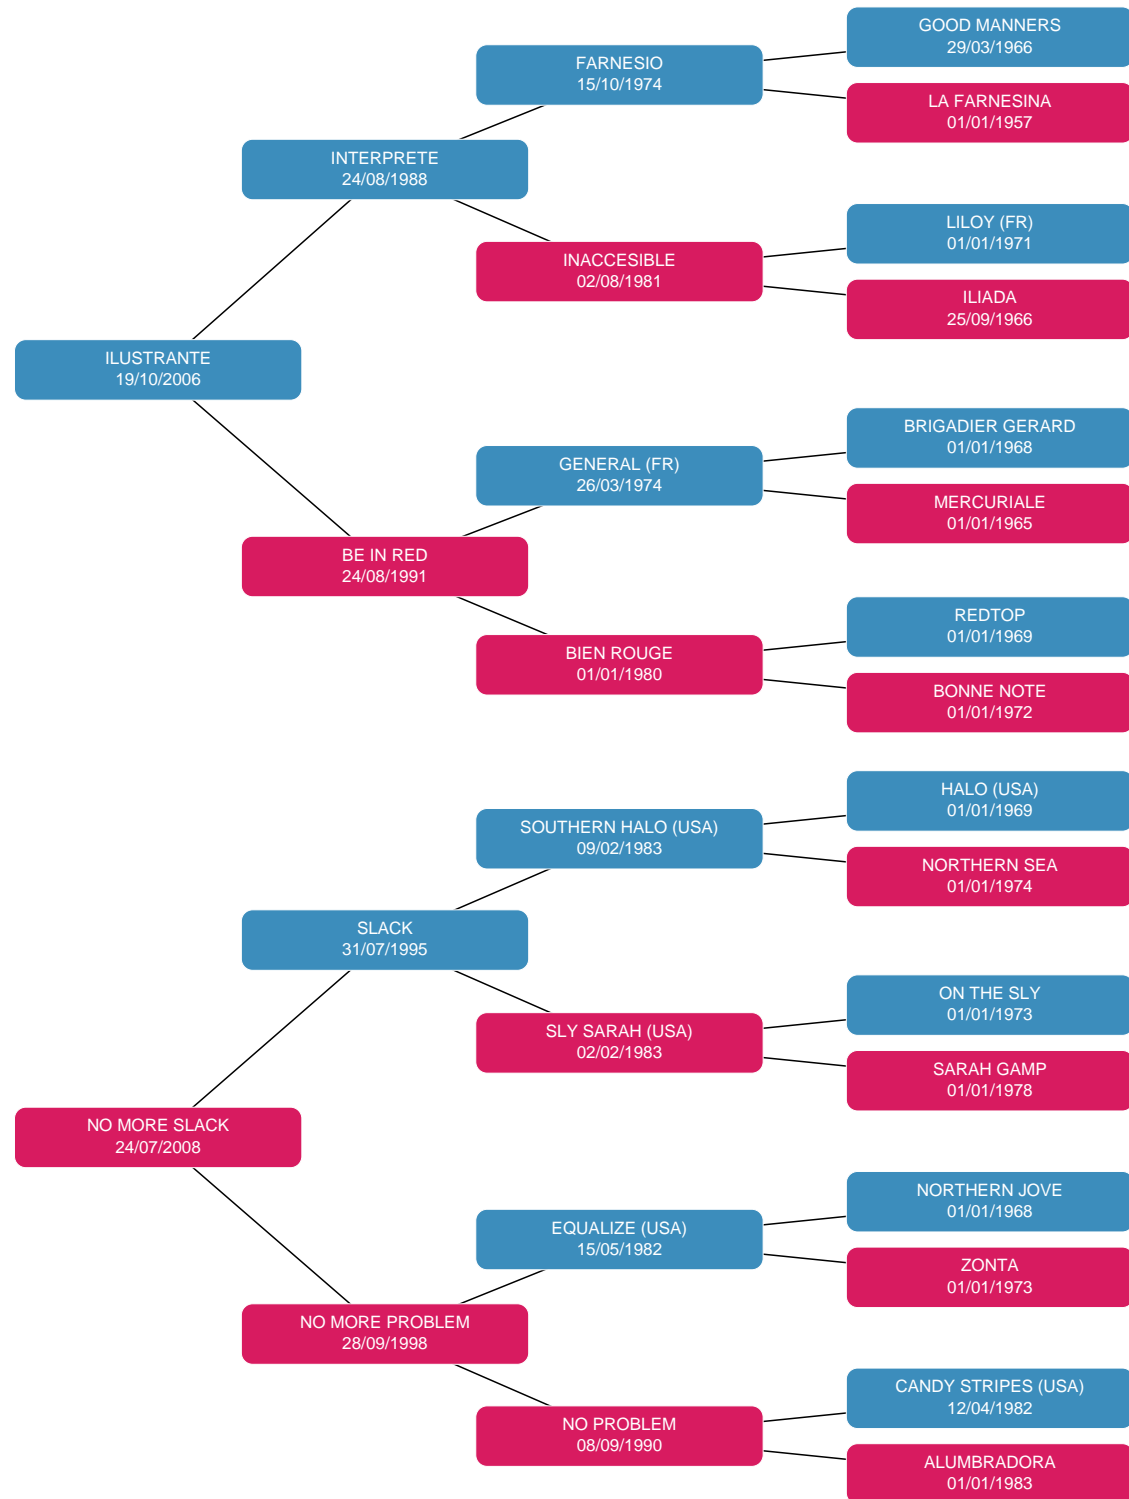 GOOD MANNERS
29/03/1966
FARNESIO
15/10/1974
LA FARNESINA
01/01/1957
INTERPRETE
24/08/1988
LILOY (FR)
01/01/1971
INACCESIBLE
02/08/1981
ILIADA
25/09/1966
ILUSTRANTE
19/10/2006
BRIGADIER GERARD
01/01/1968
GENERAL (FR)
26/03/1974
MERCURIALE
01/01/1965
BE IN RED
24/08/1991
REDTOP
01/01/1969
BIEN ROUGE
01/01/1980
BONNE NOTE
01/01/1972
HALO (USA)
01/01/1969
SOUTHERN HALO (USA)
09/02/1983
NORTHERN SEA
01/01/1974
SLACK
31/07/1995
ON THE SLY
01/01/1973
SLY SARAH (USA)
02/02/1983
SARAH GAMP
01/01/1978
NO MORE SLACK
24/07/2008
NORTHERN JOVE
01/01/1968
EQUALIZE (USA)
15/05/1982
ZONTA
01/01/1973
NO MORE PROBLEM
28/09/1998
CANDY STRIPES (USA)
12/04/1982
NO PROBLEM
08/09/1990
ALUMBRADORA
01/01/1983